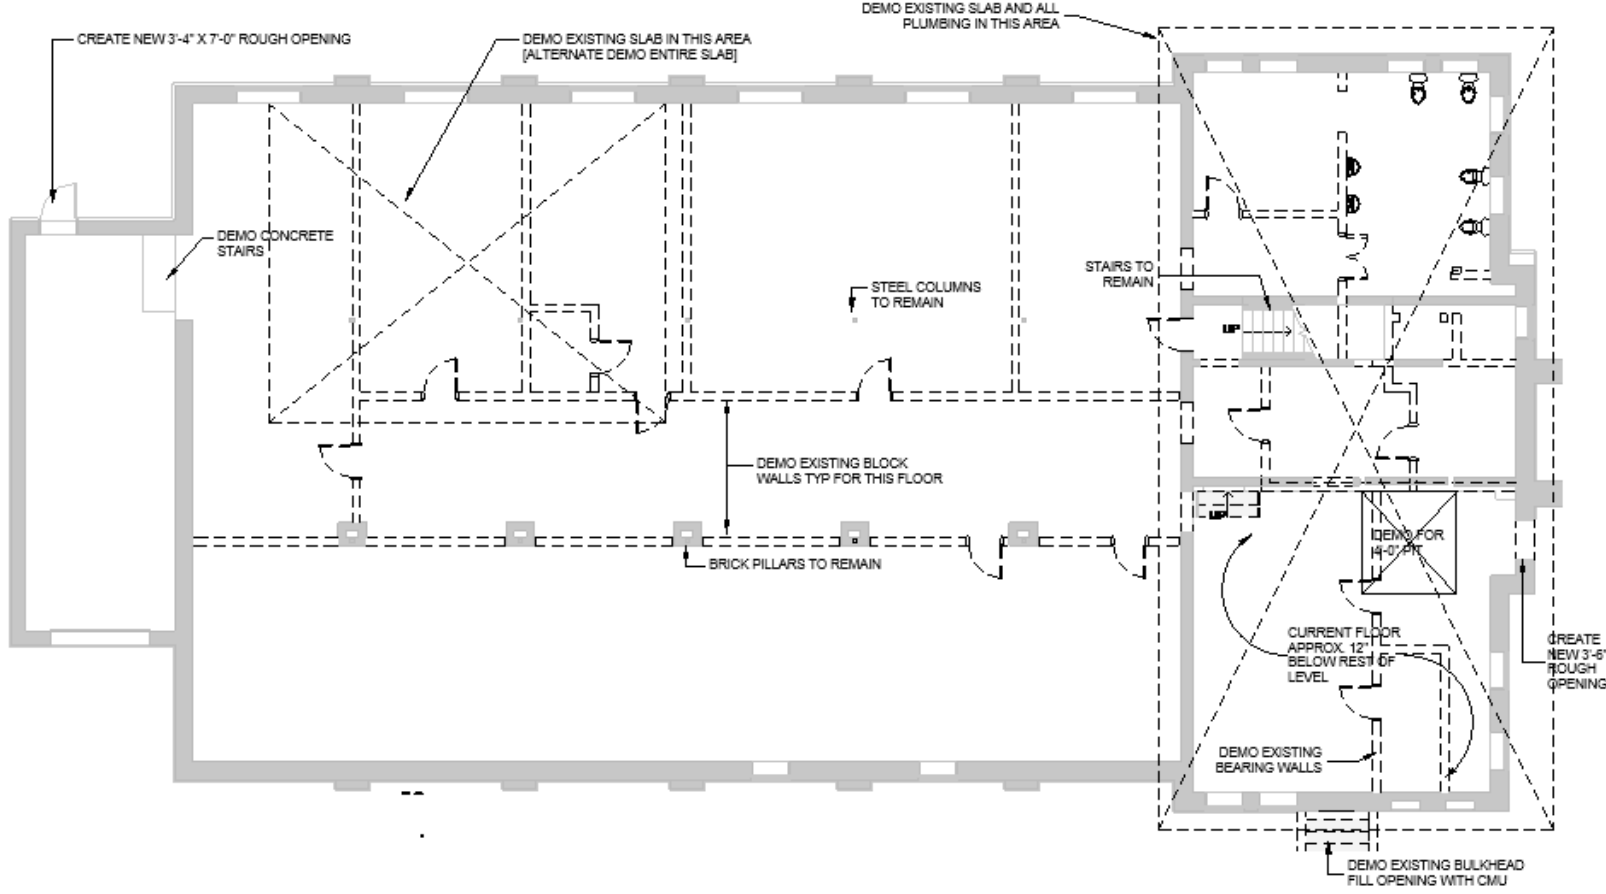 DEMO EXISTING SLAB AND ALL
PLUMBING IN THIS AREA
CREATE NEW 3'-4" X 7'-0" ROUGH OPENING
DEMO EXISTING SLAB IN THIS AREA
[ALTERNATE DEMO ENTIRE SLAB]
DEMO CONCRETE
STAIRS
STEEL COLUMNS
TO REMAIN
STAIRS TO
REMAIN
UP
DEMO EXISTING BLOCK
WALLS TYP FOR THIS FLOOR
UP
DEMO FOR
4'-0" PIT
BRICK PILLARS TO REMAIN
CURRENT FLOOR
APPROX. 12"
BELOW REST OF
LEVEL
CREATE
NEW 3'-6"
ROUGH
OPENING
DEMO EXISTING
BEARING WALLS
DEMO EXISTING BULKHEAD
FILL OPENING WITH CMU